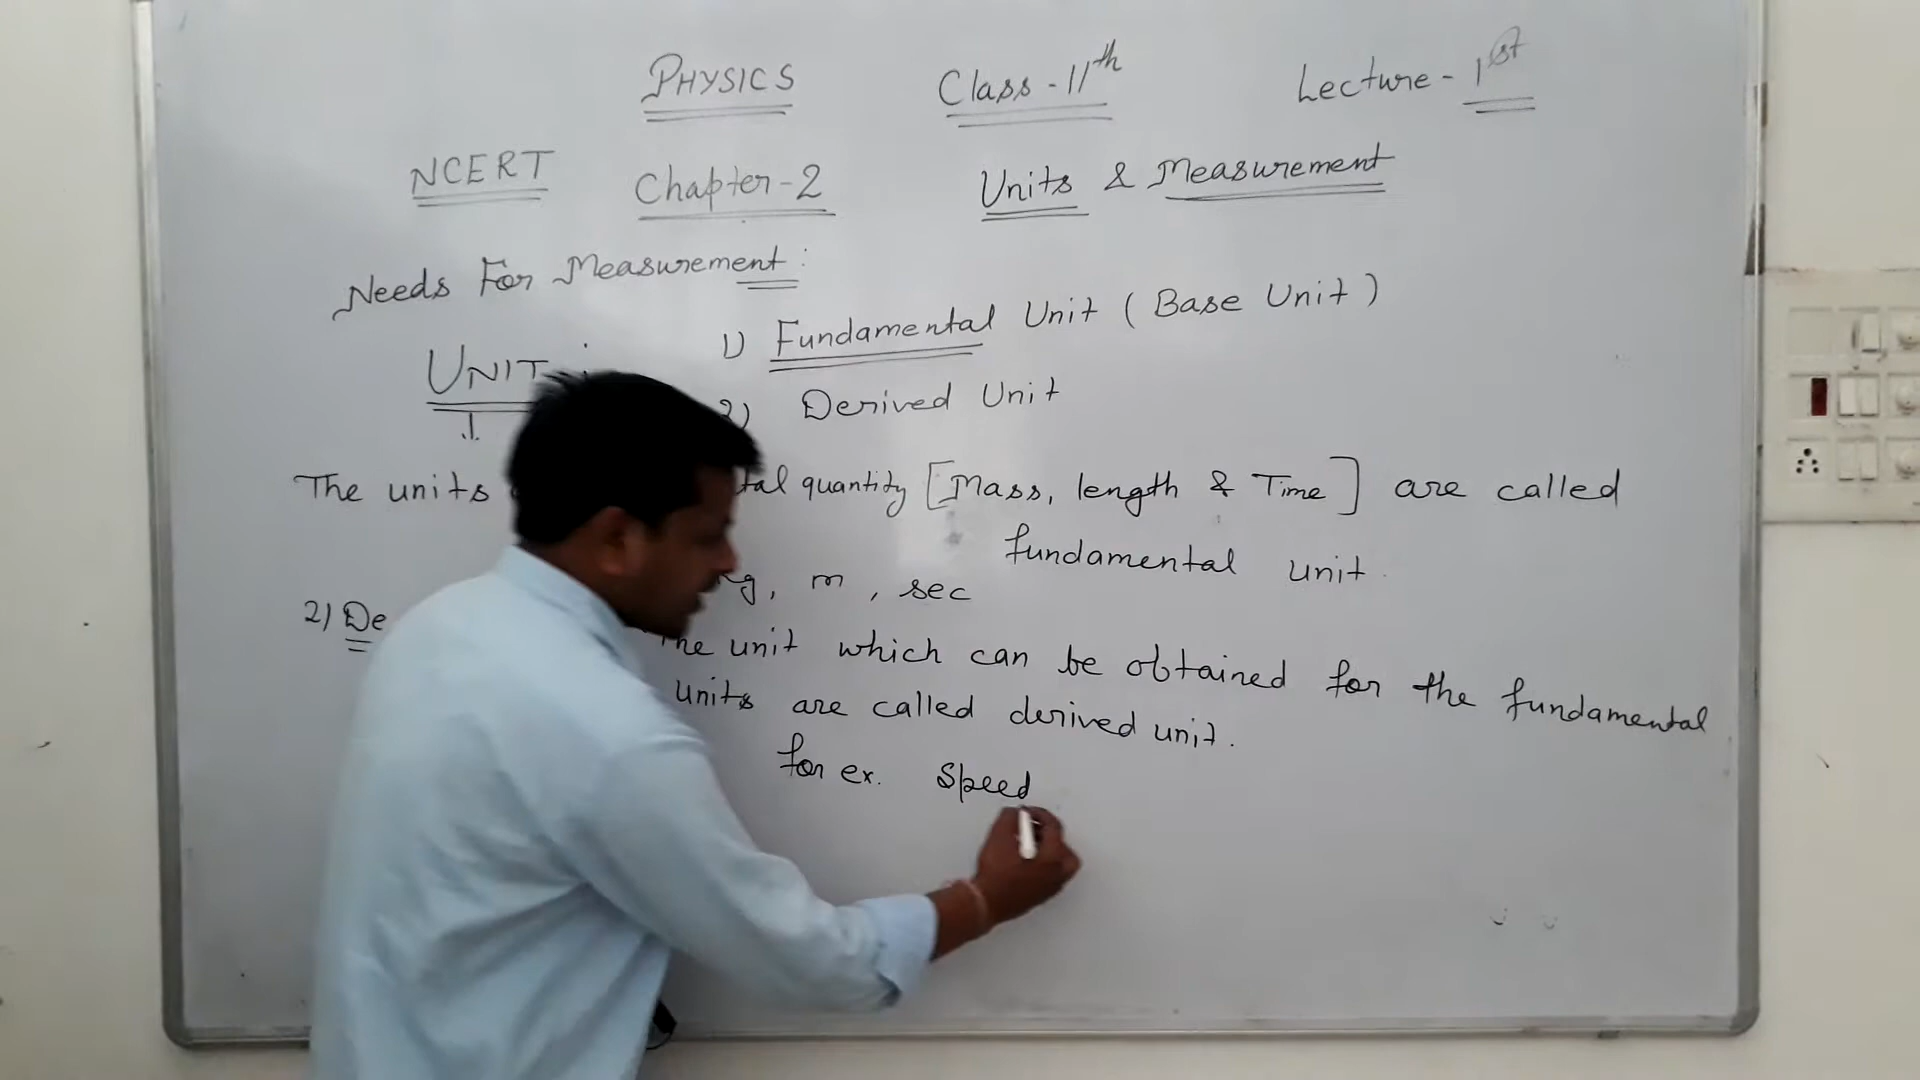 PHYSICS Class-11th Lecture-1st
NCERT Chapter-2 Units & Measurement
Needs For Measurement:
UNIT : 1) Fundamental Unit (Base Unit)
2) Derived Unit
The units quantity [Mass, length & Time] are called
fundamental unit.
, m, sec
2) De The unit which can be obtained for the fundamental
units are called derived unit.
for ex. Speed